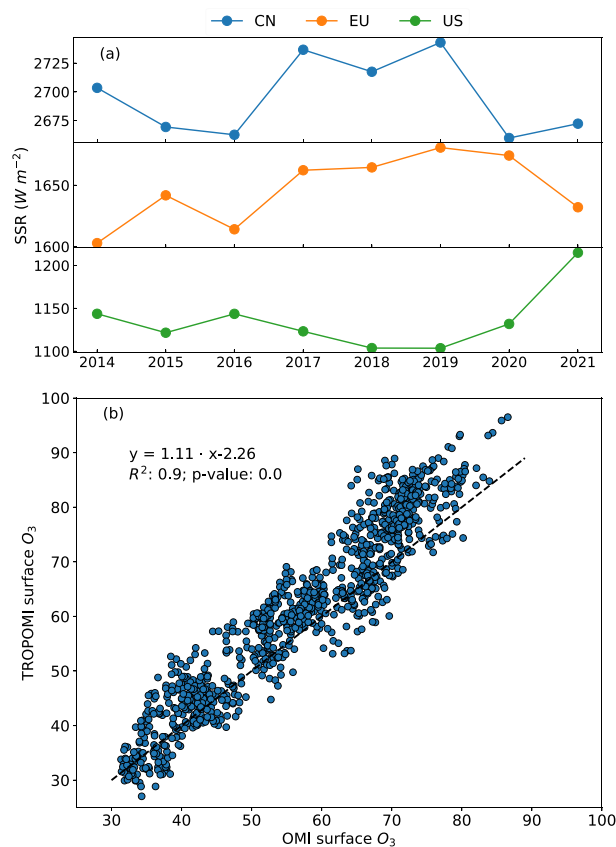 CN EU US
(a)
SSR (W m⁻²)
2725
2700
2675
1650
1600
1200
1150
1100
2014 2015 2016 2017 2018 2019 2020 2021
(b)
y = 1.11 · x-2.26
R²: 0.9; p-value: 0.0
TROPOMI surface O₃
100
90
80
70
60
50
40
30
30 40 50 60 70 80 90 100
OMI surface O₃